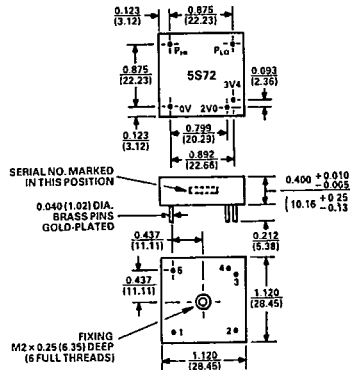 0.123
(3.12)
0.875
(22.23)
PHI
PLO
5S72
0.875
(22.23)
3V4
0.093
(2.36)
0V
2V0
0.123
(3.12)
0.799
(20.29)
0.892
(22.66)
SERIAL NO. MARKED
IN THIS POSITION
0.400 +0.010
-0.005
(10.16 +0.25
-0.13
0.040 (1.02) DIA.
BRASS PINS
GOLD-PLATED
0.437
(11.11)
0.212
(5.38)
5
4
3
0.437
(11.11)
1.120
(28.45)
1
2
FIXING
M2 × 0.25 (6.35) DEEP
(6 FULL THREADS)
1.120
(28.45)